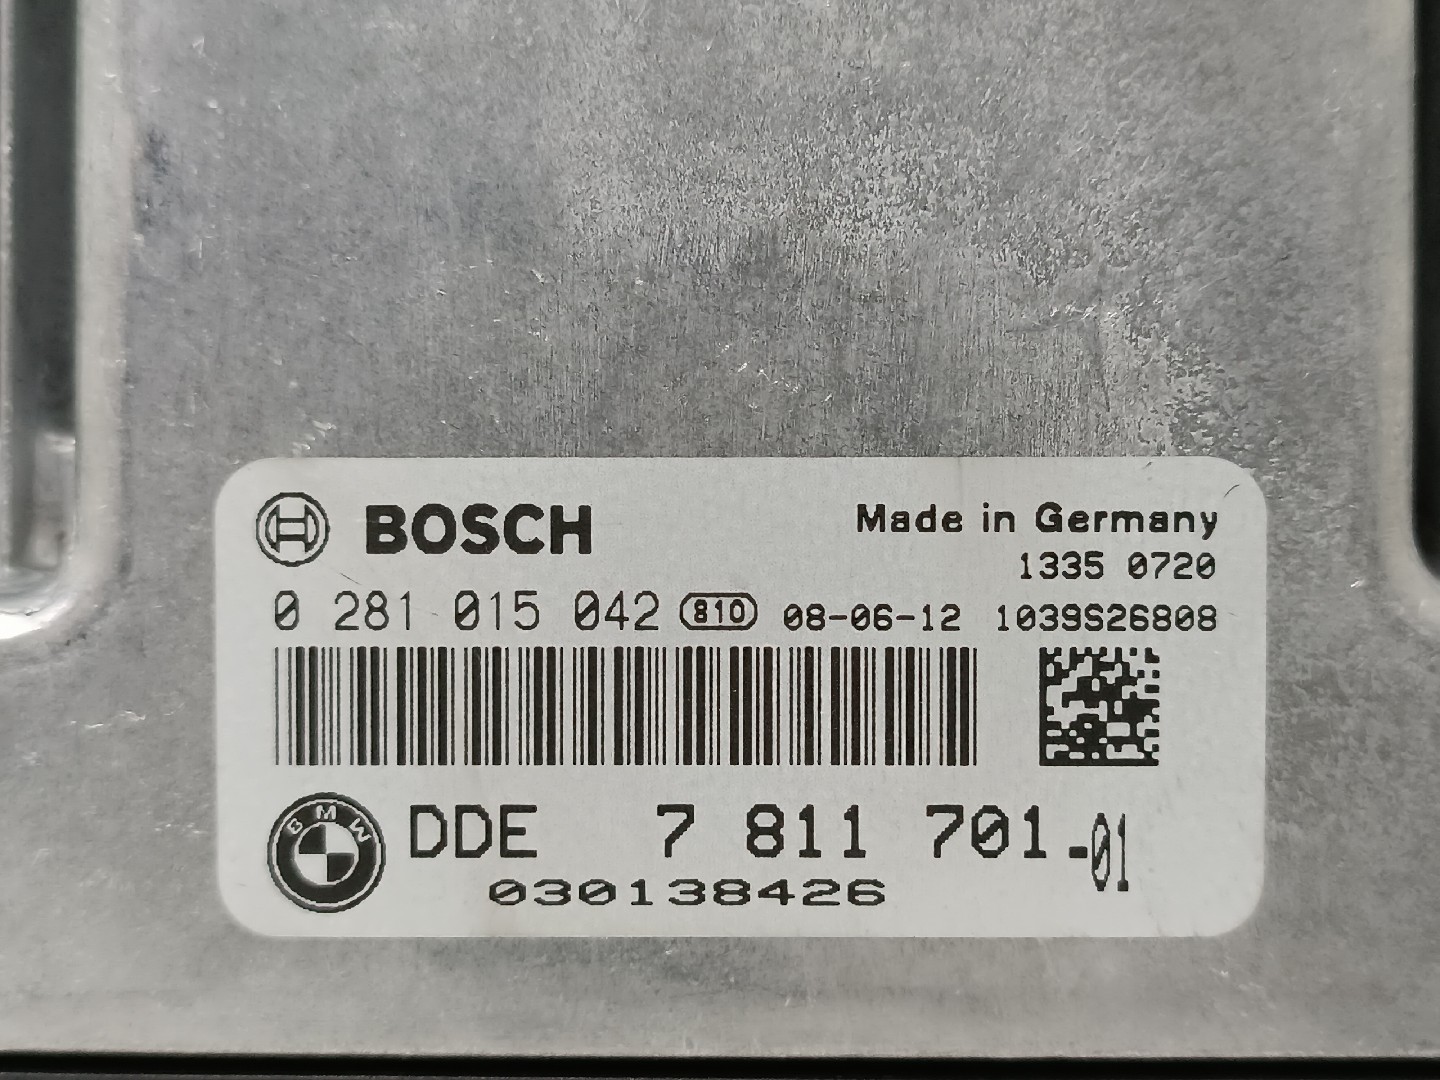 BOSCH
Made in Germany
1335 0720
0 281 015 042 810 08-06-12 1039S26808
BMW DDE 7 811 701-01
030138426